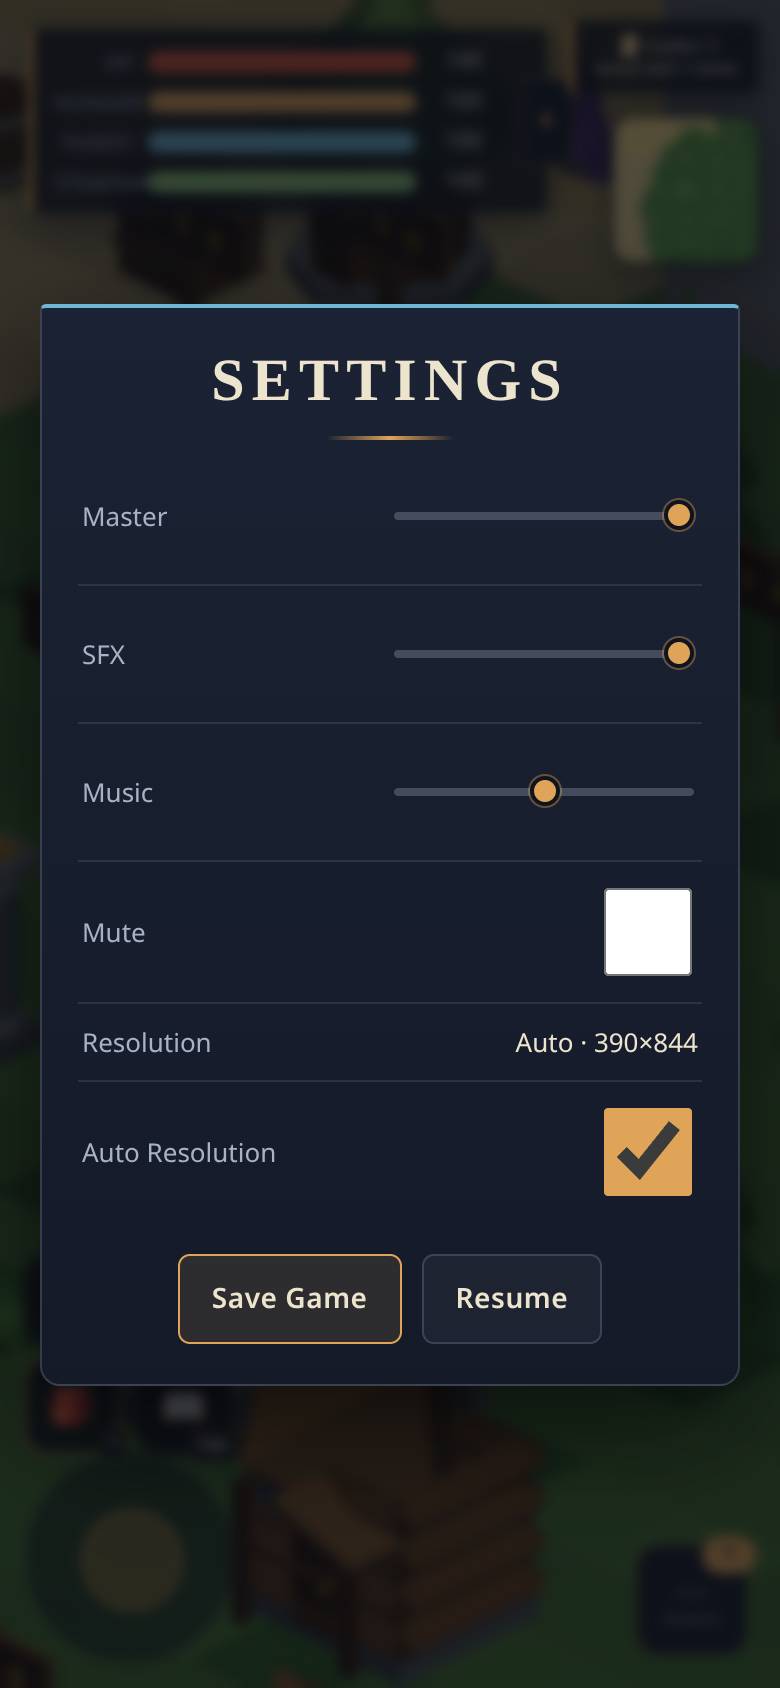 SETTINGS
Master
SFX
Music
Mute
Resolution Auto · 390×844
Auto Resolution
Save Game Resume